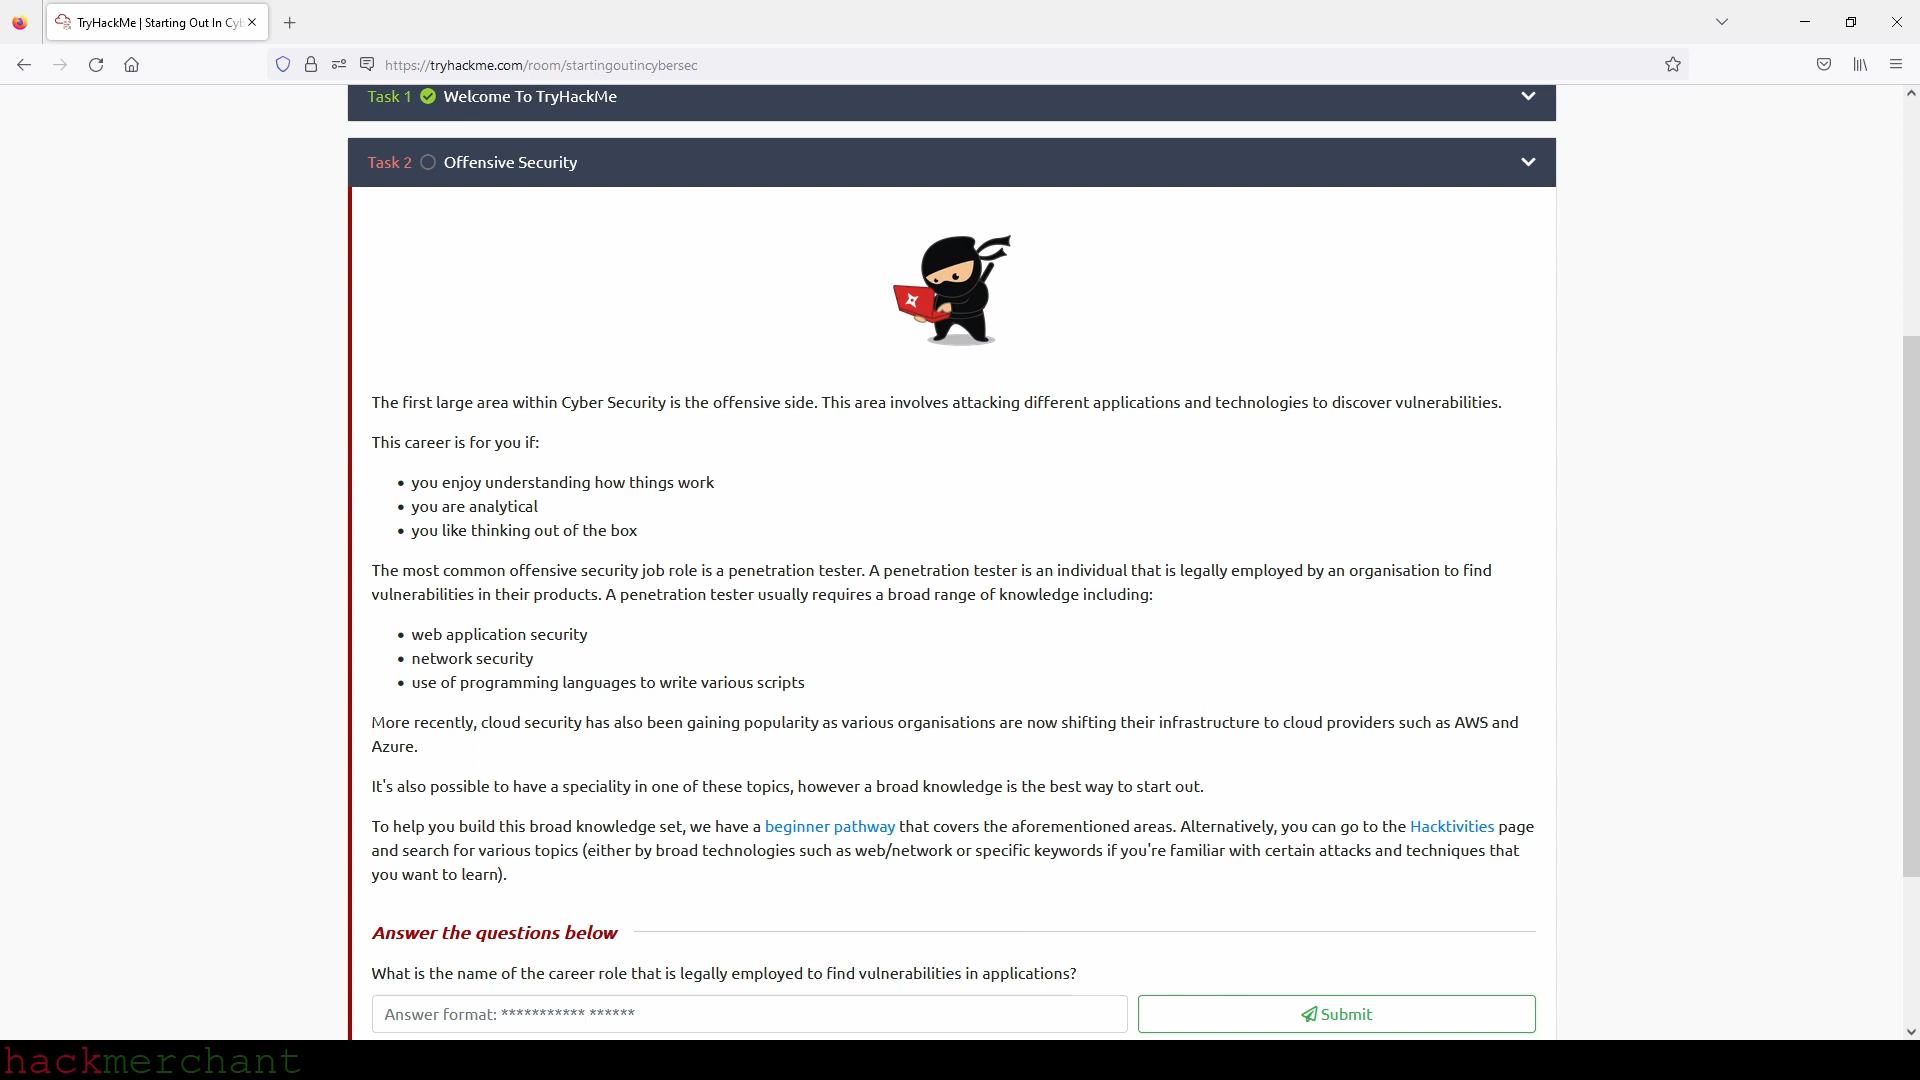 TryHackMe | Starting Out In Cyb
https://tryhackme.com/room/startingoutincybersec
Task 1 Welcome To TryHackMe
Task 2 Offensive Security
The first large area within Cyber Security is the offensive side. This area involves attacking different applications and technologies to discover vulnerabilities.
This career is for you if:
• you enjoy understanding how things work
• you are analytical
• you like thinking out of the box
The most common offensive security job role is a penetration tester. A penetration tester is an individual that is legally employed by an organisation to find
vulnerabilities in their products. A penetration tester usually requires a broad range of knowledge including:
• web application security
• network security
• use of programming languages to write various scripts
More recently, cloud security has also been gaining popularity as various organisations are now shifting their infrastructure to cloud providers such as AWS and
Azure.
It's also possible to have a speciality in one of these topics, however a broad knowledge is the best way to start out.
To help you build this broad knowledge set, we have a beginner pathway that covers the aforementioned areas. Alternatively, you can go to the Hacktivities page
and search for various topics (either by broad technologies such as web/network or specific keywords if you're familiar with certain attacks and techniques that
you want to learn).
Answer the questions below
What is the name of the career role that is legally employed to find vulnerabilities in applications?
Answer format: *********** ******
Submit
hackmerchant